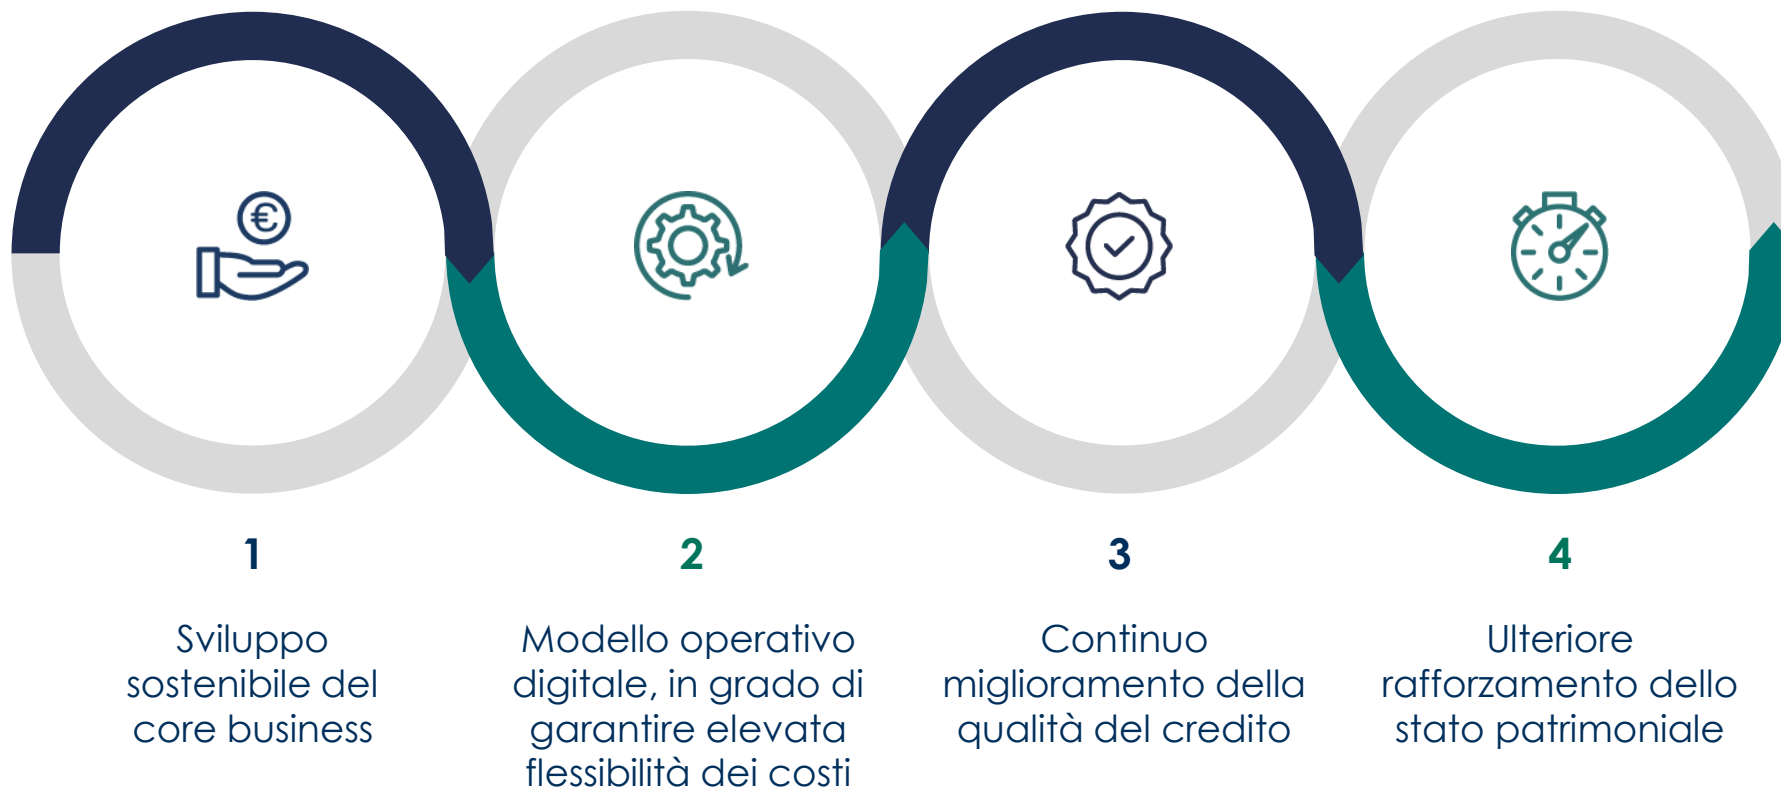 €
1
Sviluppo
sostenibile del
core business
2
Modello operativo
digitale, in grado di
garantire elevata
flessibilità dei costi
3
Continuo
miglioramento della
qualità del credito
4
Ulteriore
rafforzamento dello
stato patrimoniale